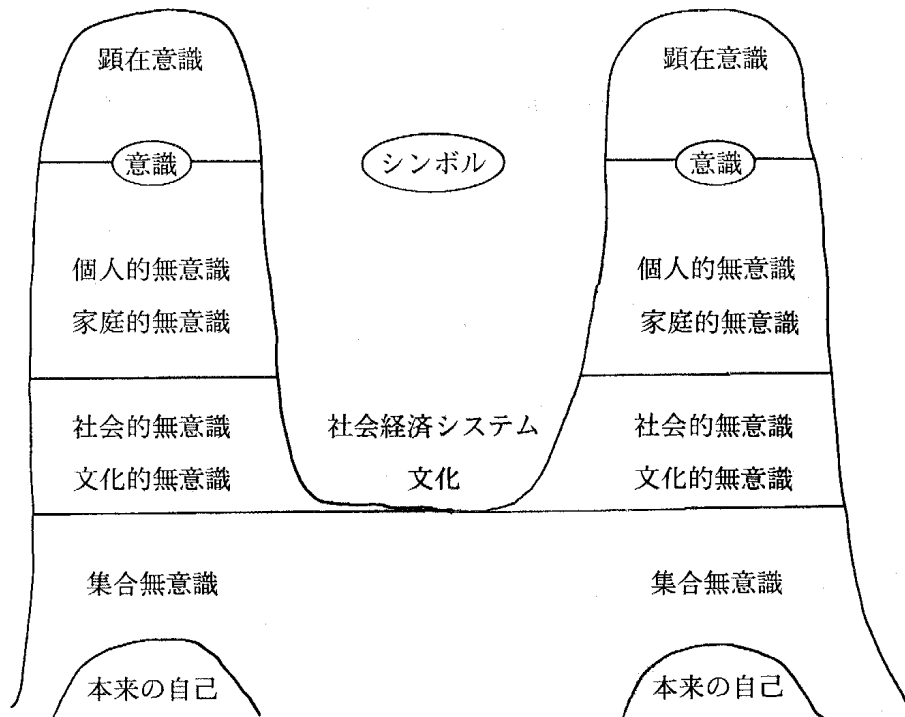 顕在意識
顕在意識
意識
シンボル
意識
個人的無意識
家庭的無意識
個人的無意識
家庭的無意識
社会的無意識
文化的無意識
社会経済システム
文化
社会的無意識
文化的無意識
集合無意識
集合無意識
本来の自己
本来の自己